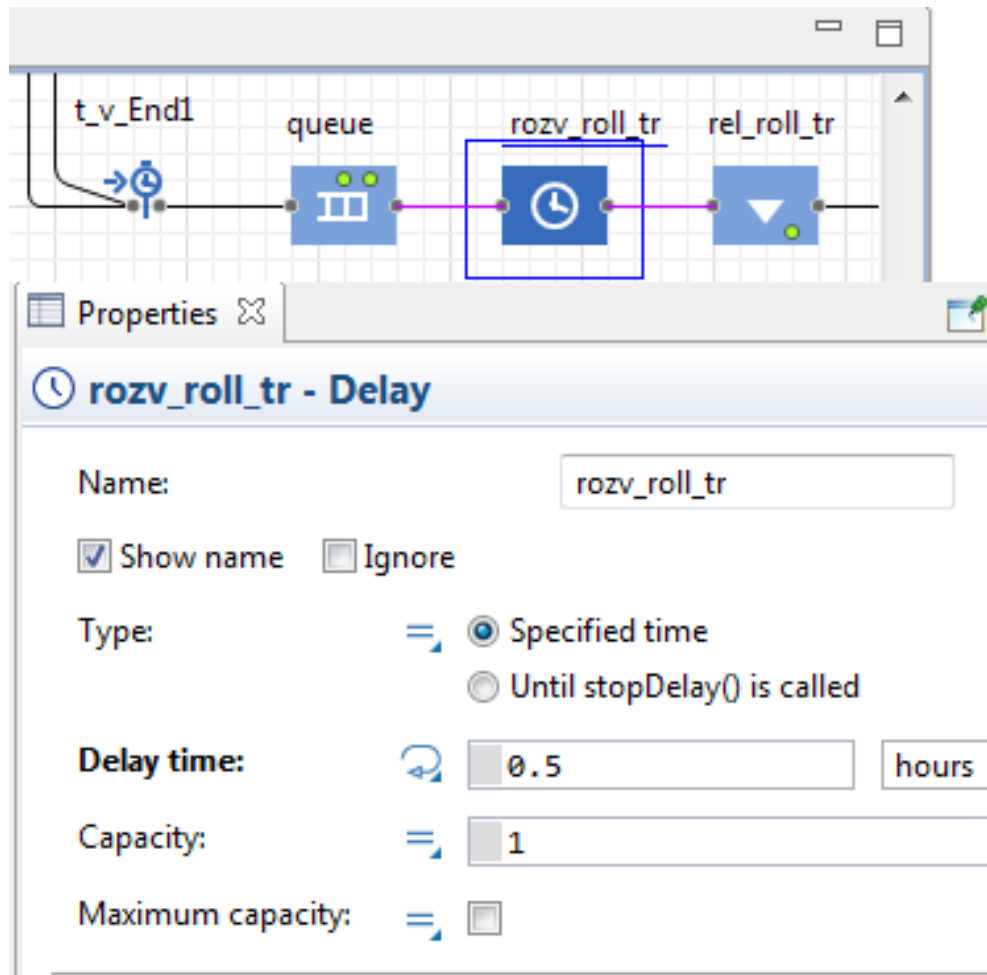 t_v_End1
queue
rozv_roll_tr
rel_roll_tr
Properties
rozv_roll_tr - Delay
Name: rozv_roll_tr
Show name Ignore
Type: Specified time
Until stopDelay() is called
Delay time: 0.5 hours
Capacity: 1
Maximum capacity: